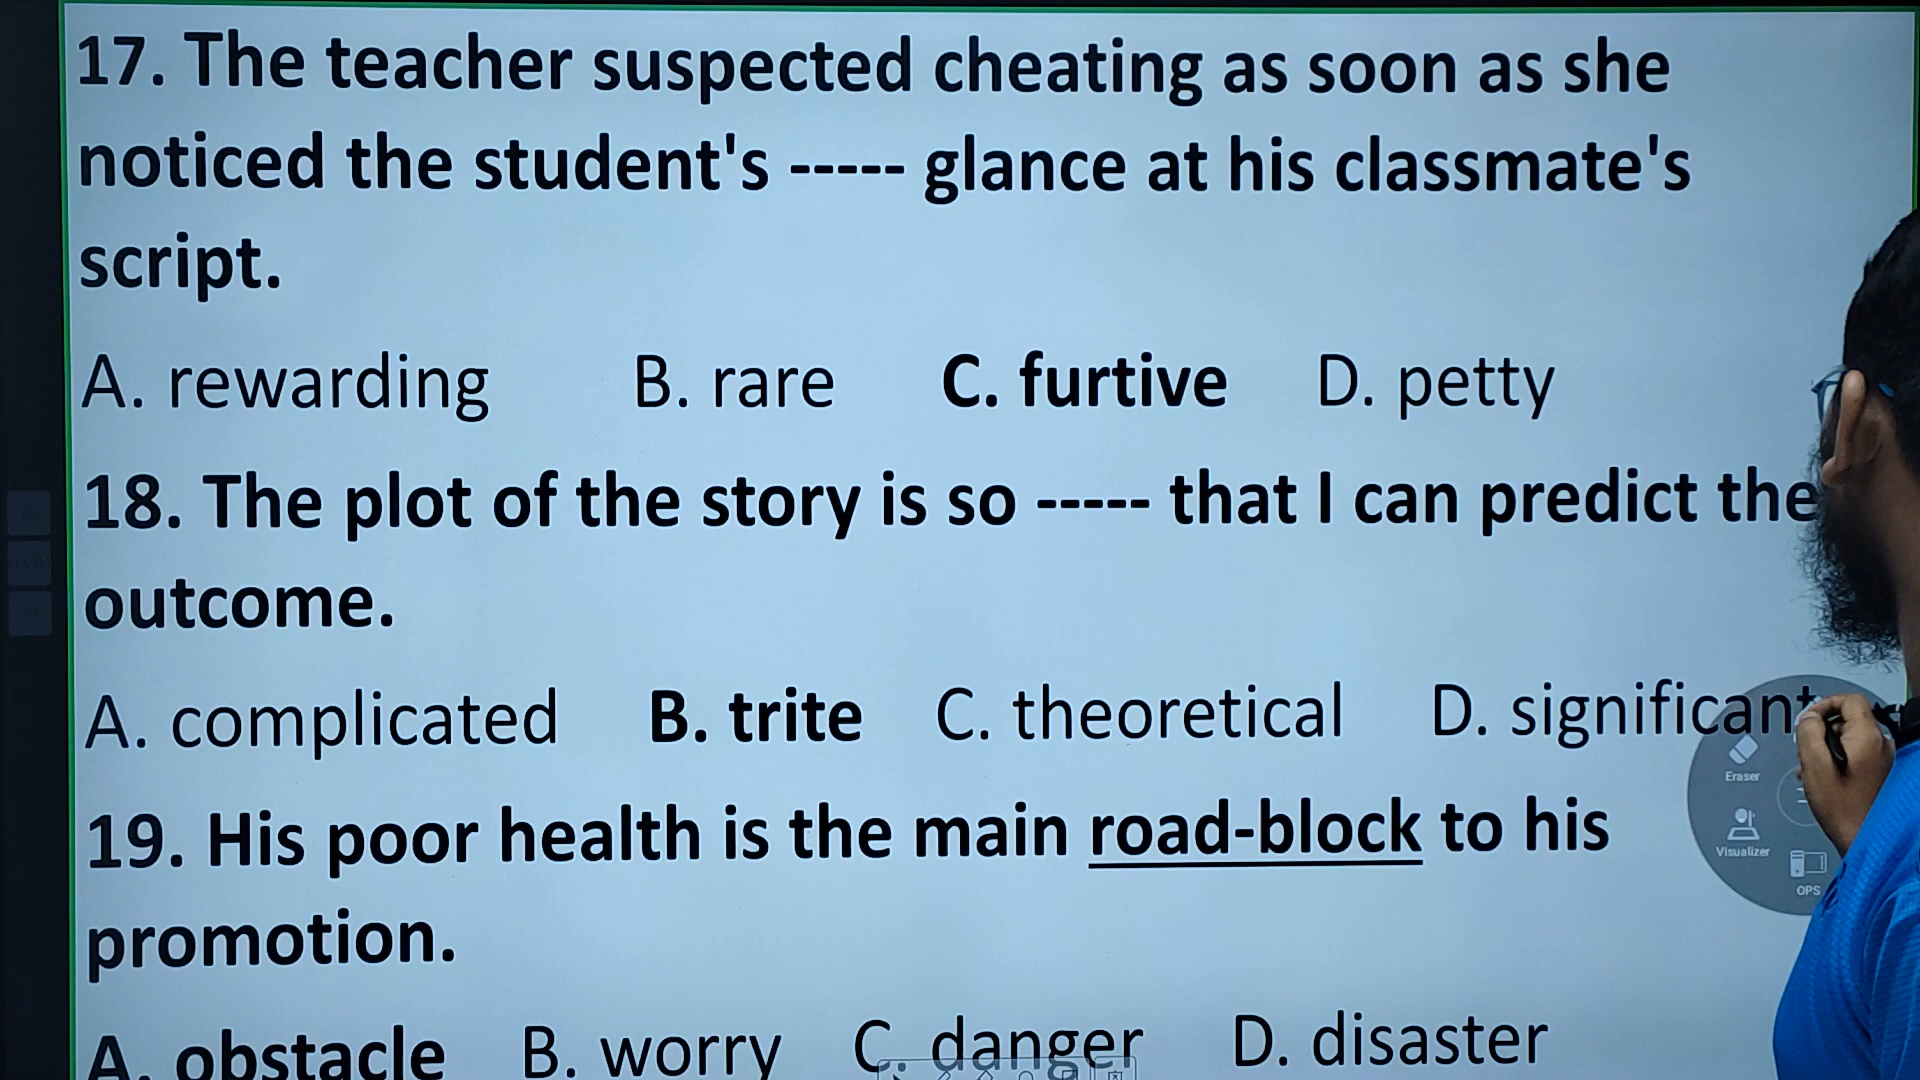 17. The teacher suspected cheating as soon as she
noticed the student's ----- glance at his classmate's
script.
A. rewarding B. rare C. furtive D. petty
18. The plot of the story is so ----- that I can predict the
outcome.
A. complicated B. trite C. theoretical D. significant
Eraser
19. His poor health is the main road-block to his
Visualizer
OPS
promotion.
A. obstacle B. worry C. danger D. disaster